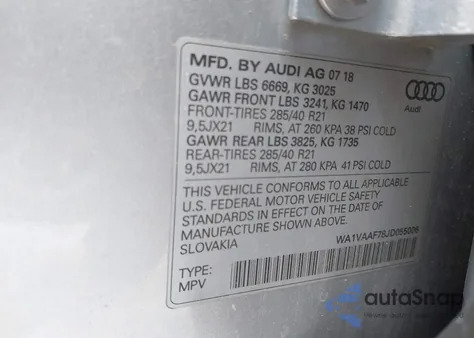 MFD. BY AUDI AG 07 18
GVWR LBS 6669, KG 3025
GAWR FRONT LBS 3241, KG 1470
FRONT-TIRES 285/40 R21
9,5JX21 RIMS, AT 260 KPA 38 PSI COLD
GAWR REAR LBS 3825, KG 1735
REAR-TIRES 285/40 R21
9,5JX21 RIMS, AT 280 KPA 41 PSI COLD
Audi
THIS VEHICLE CONFORMS TO ALL APPLICABLE
U.S. FEDERAL MOTOR VEHICLE SAFETY
STANDARDS IN EFFECT ON THE DATE OF
MANUFACTURE SHOWN ABOVE.
SLOVAKIA
WA1VAAF78JD055006
TYPE:
MPV
autoSnap